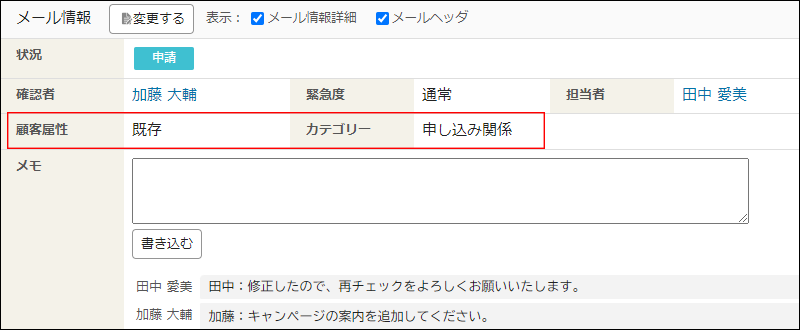 メール情報 変更する 表示： メール情報詳細 メールヘッダ
状況 申請
確認者 加藤 大輔 緊急度 通常 担当者 田中 愛美
顧客属性 既存 カテゴリー 申し込み関係
メモ
書き込む
田中 愛美 田中：修正したので、再チェックをよろしくお願いいたします。
加藤 大輔 加藤：キャンペーンの案内を追加してください。